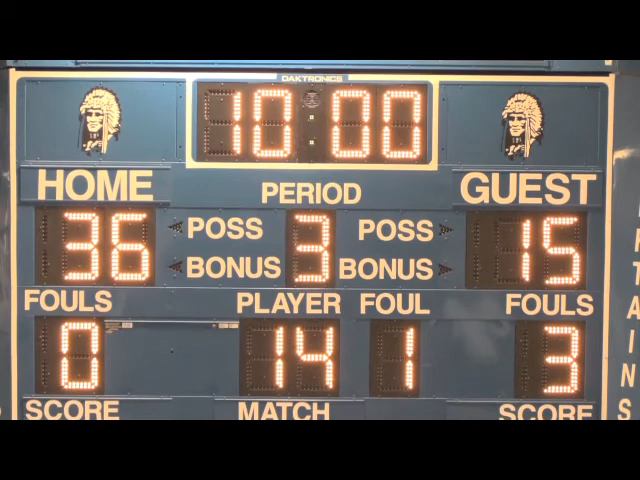 DAKTRONICS
10:00
HOME PERIOD GUEST
36 POSS 3 POSS 15
BONUS BONUS
FOULS PLAYER FOUL FOULS
0 14 1 3
SCORE MATCH SCORE